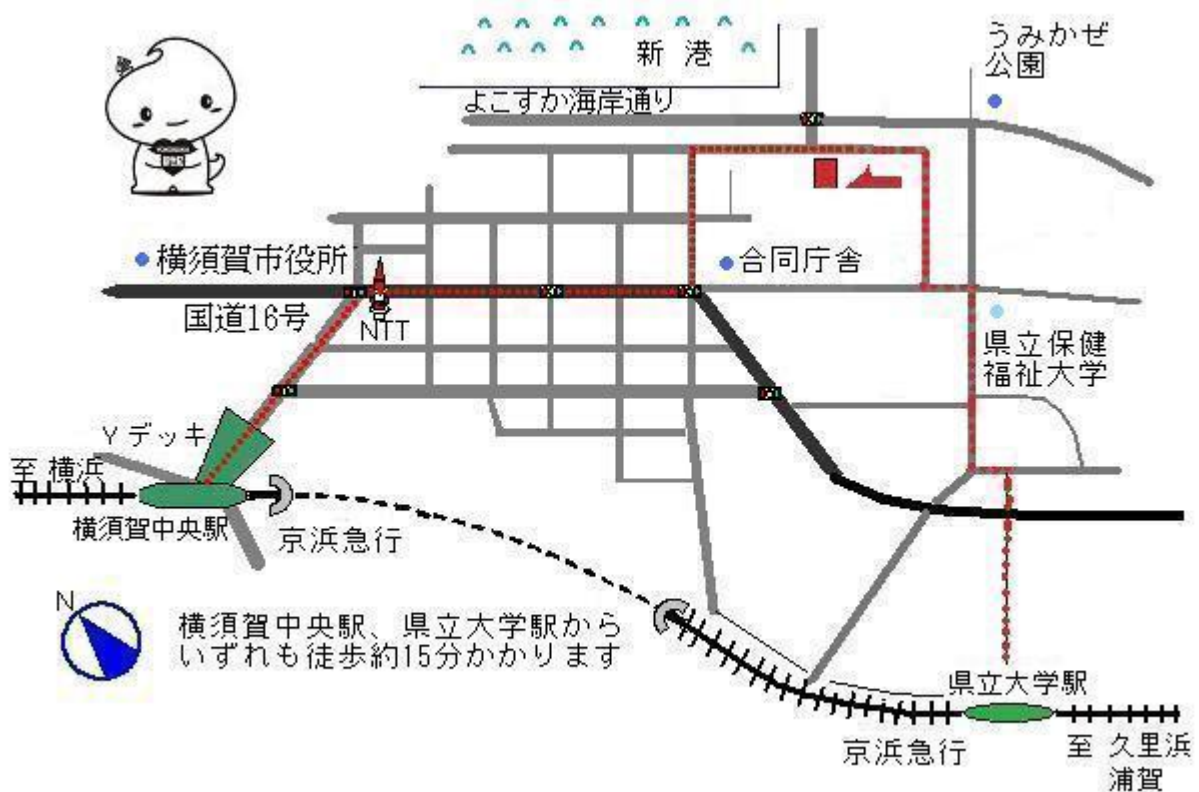 新 港
うみかぜ
公園
よこすか海岸通り
横須賀市役所
合同庁舎
国道16号
NTT
県立保健
福祉大学
Yデッキ
至 横浜
横須賀中央駅
京浜急行
N
横須賀中央駅、県立大学駅から
いずれも徒歩約15分かかります
県立大学駅
京浜急行
至 久里浜
浦賀